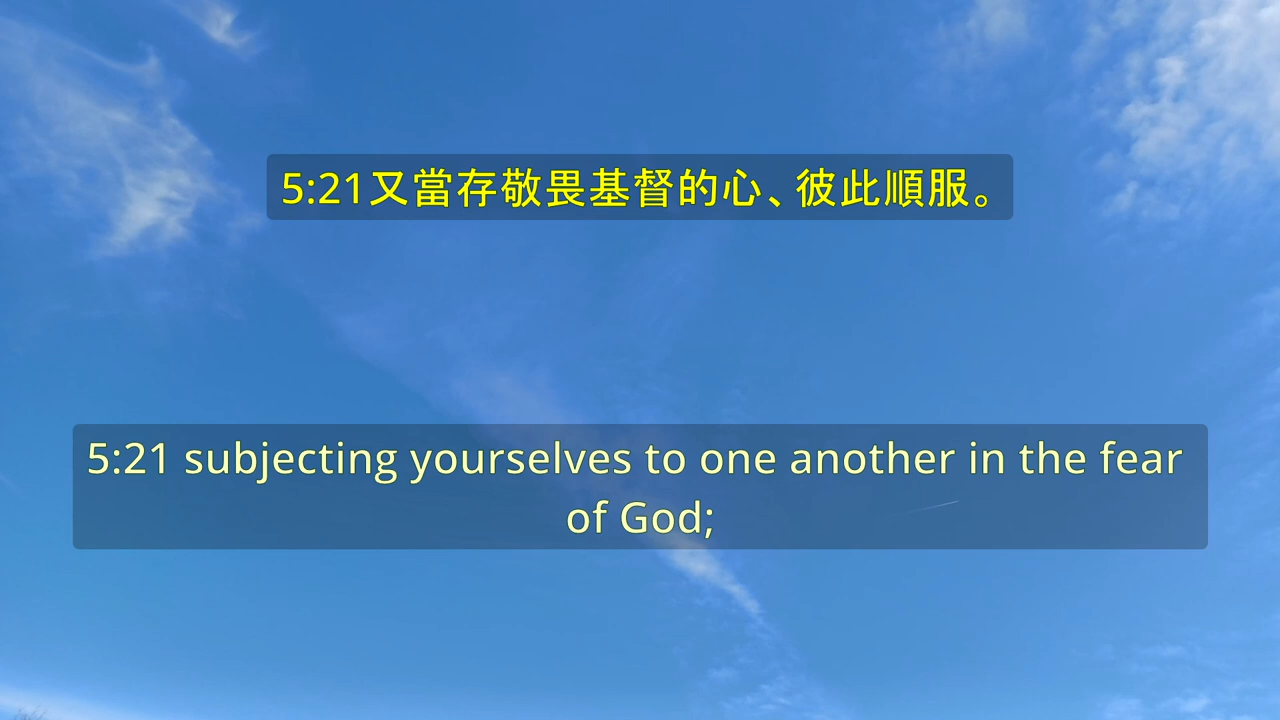 5:21又當存敬畏基督的心、彼此順服。
5:21 subjecting yourselves to one another in the fear
of God;